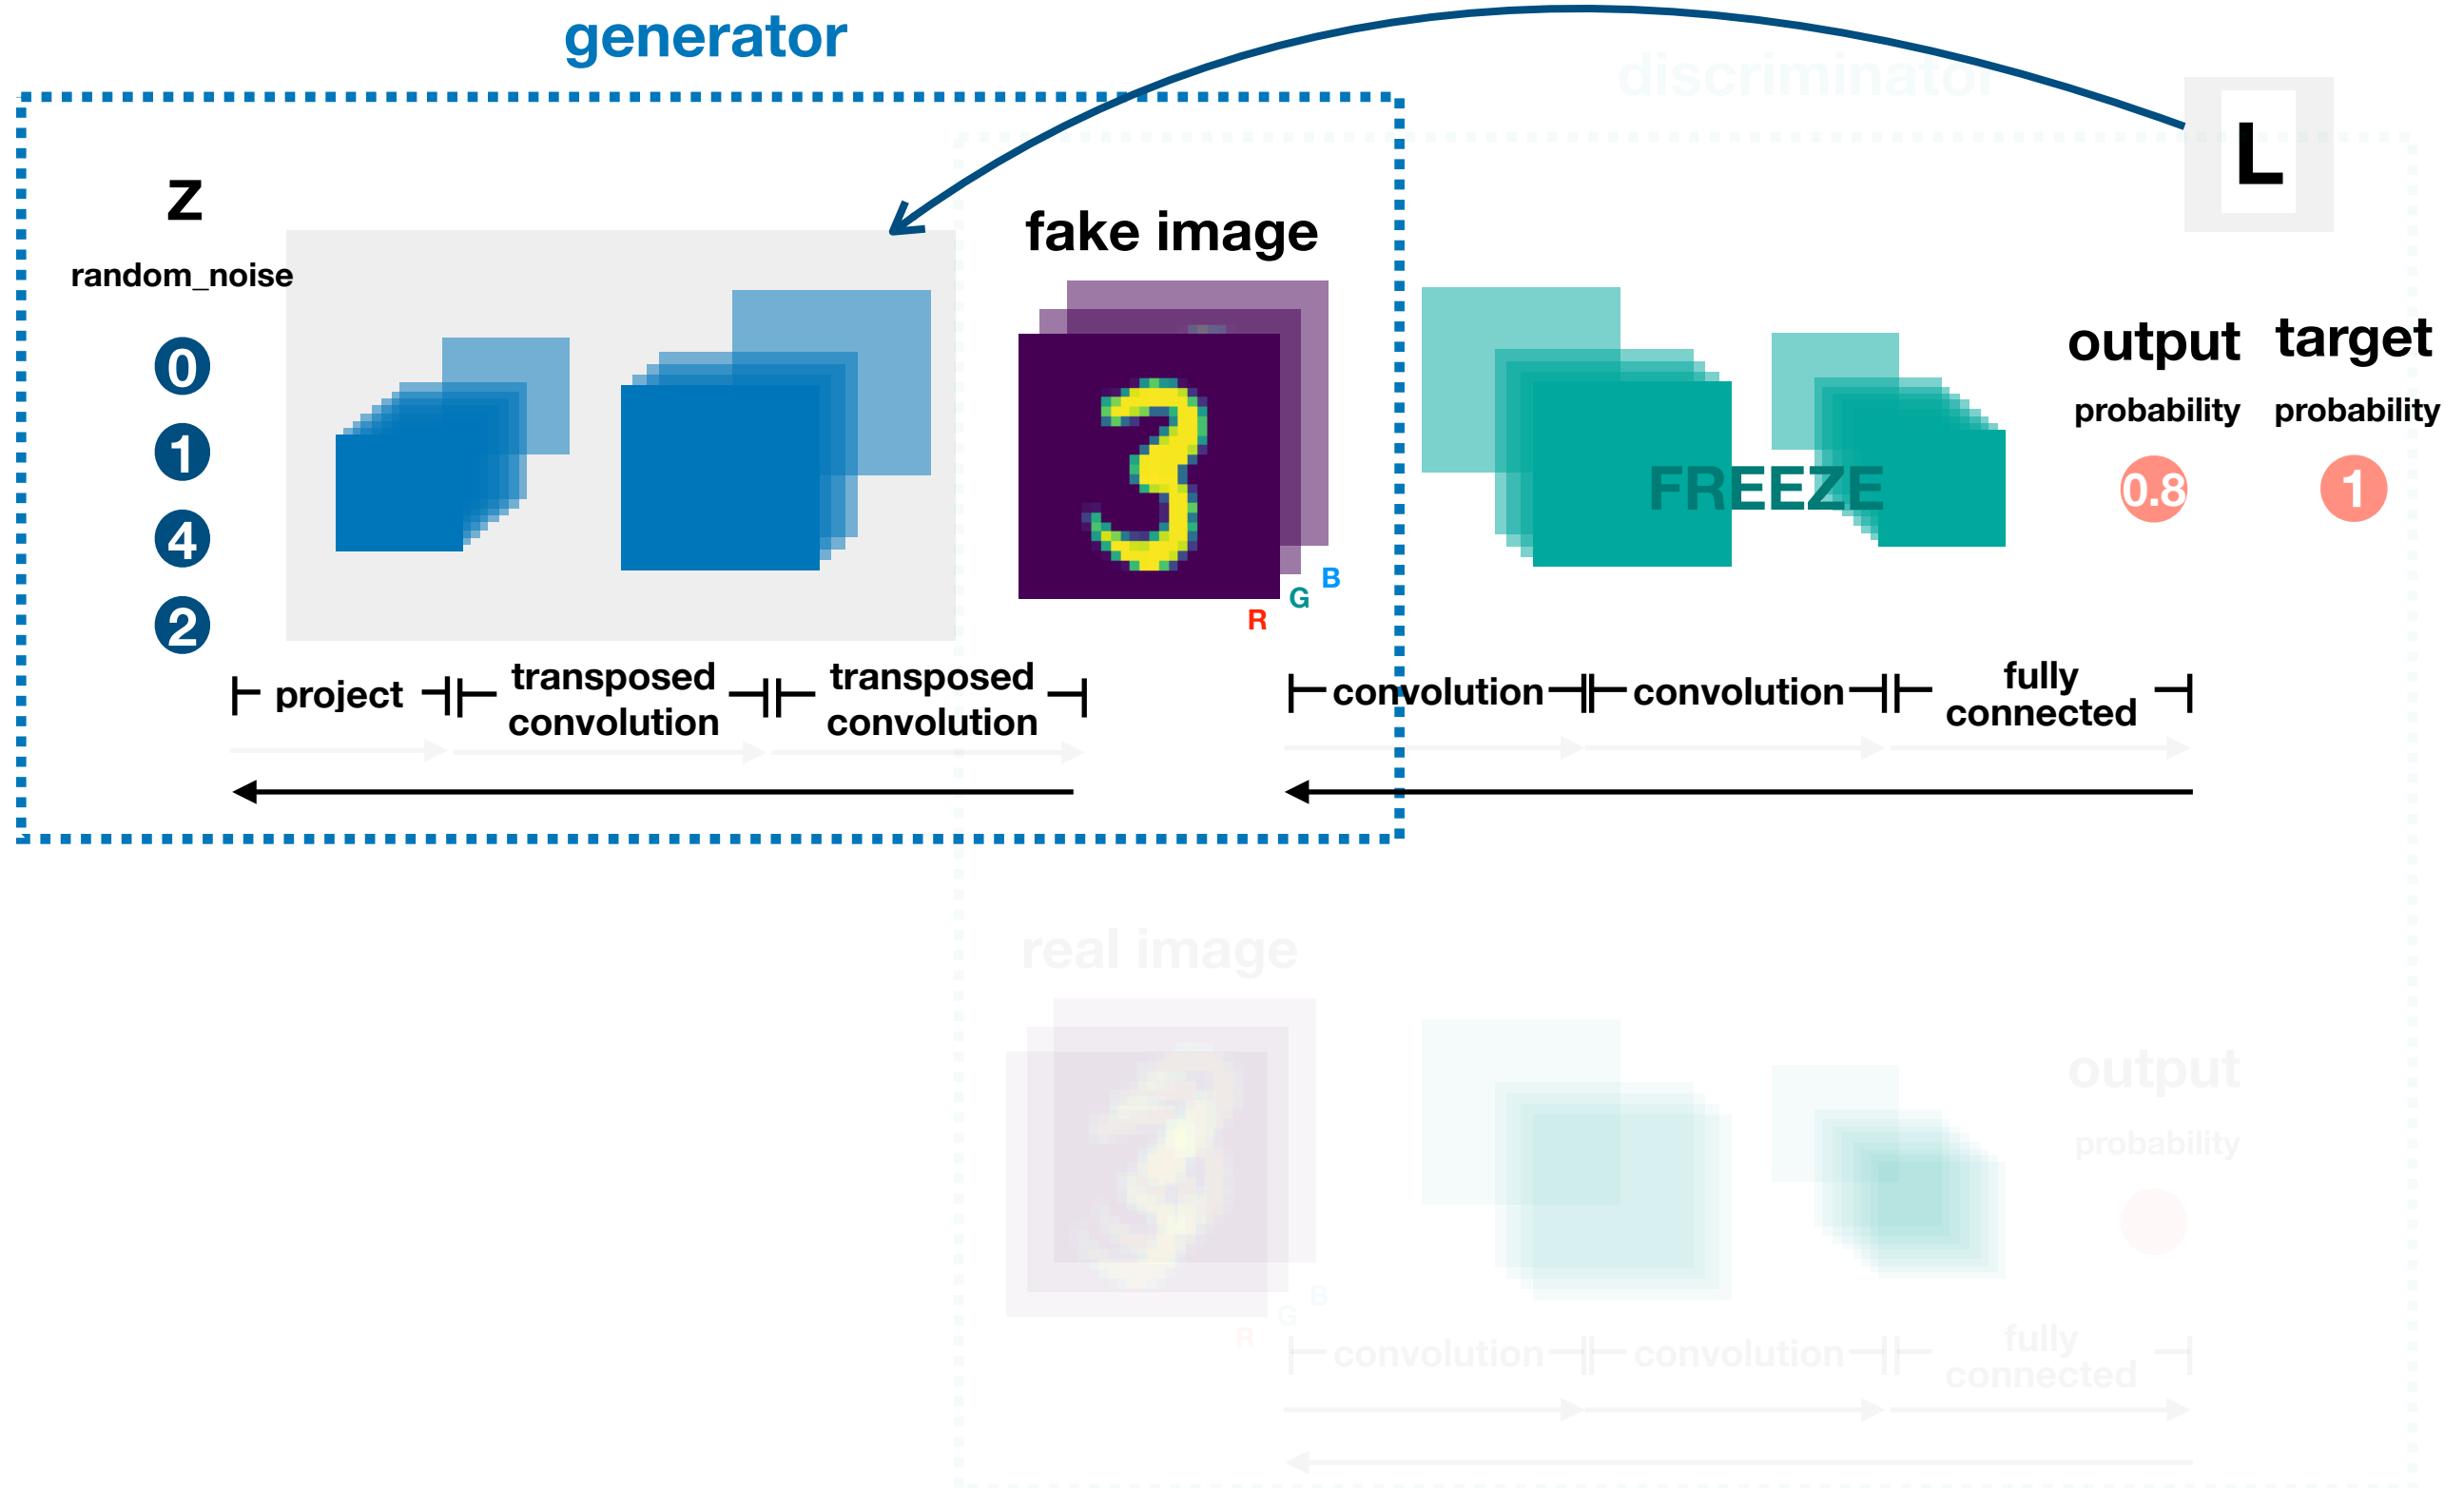 generator
discriminator
L
z
random_noise
0
1
4
2
fake image
R
G
B
FREEZE
output
probability
0.8
target
probability
1
project
transposed
convolution
transposed
convolution
convolution
convolution
fully
connected
real image
R
G
B
output
probability
convolution
convolution
fully
connected